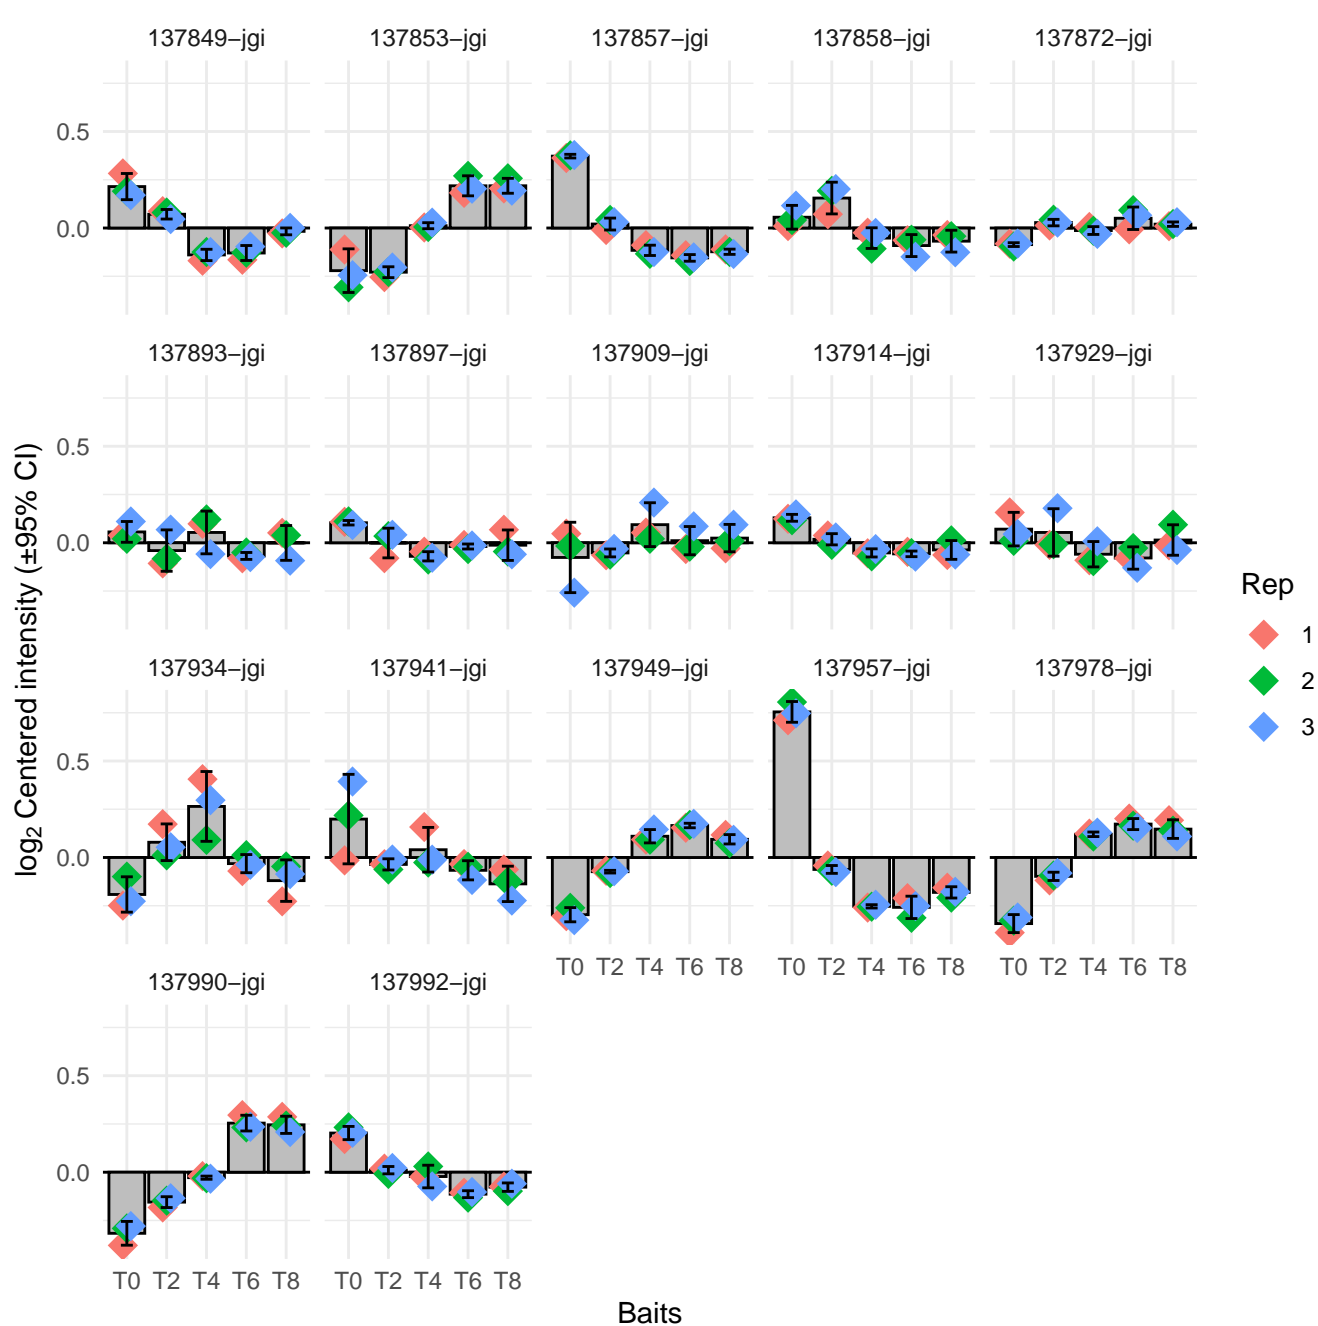 137849−jgi 137853−jgi 137857−jgi 137858−jgi 137872−jgi
0.5
0.0
137893−jgi 137897−jgi 137909−jgi 137914−jgi 137929−jgi
0.5
0.0
log2 Centered intensity (±95% CI)
Rep
1
2
3
137934−jgi 137941−jgi 137949−jgi 137957−jgi 137978−jgi
0.5
0.0
T0 T2 T4 T6 T8 T0 T2 T4 T6 T8 T0 T2 T4 T6 T8
137990−jgi 137992−jgi
0.5
0.0
T0 T2 T4 T6 T8 T0 T2 T4 T6 T8
Baits